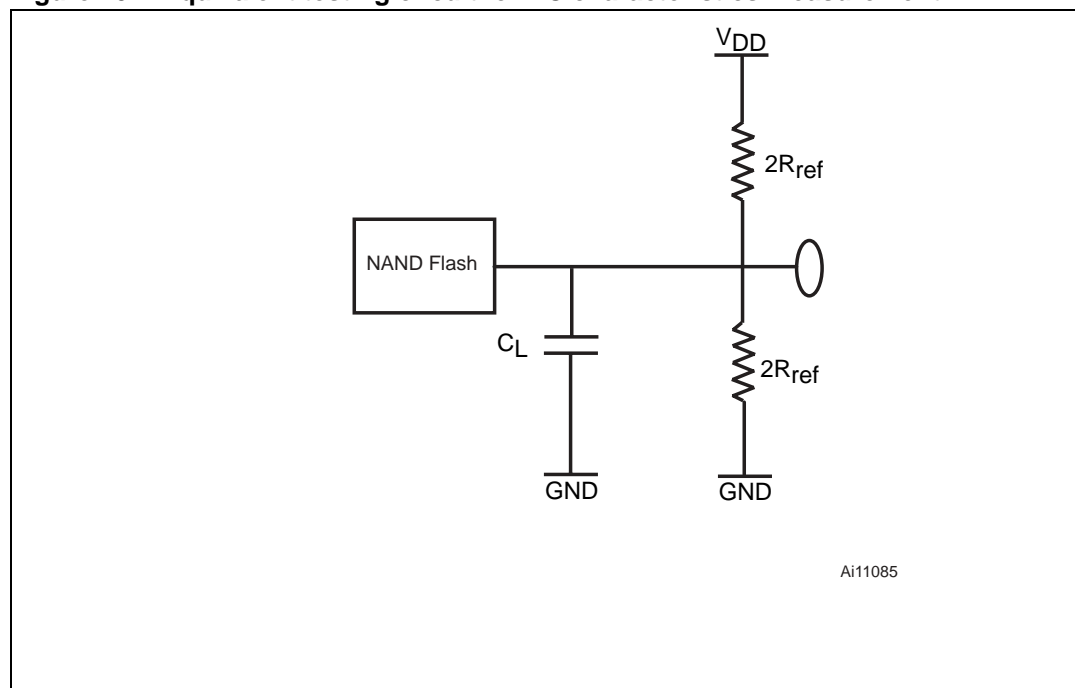 VDD
2Rref
NAND Flash
CL
2Rref
GND
GND
Ai11085